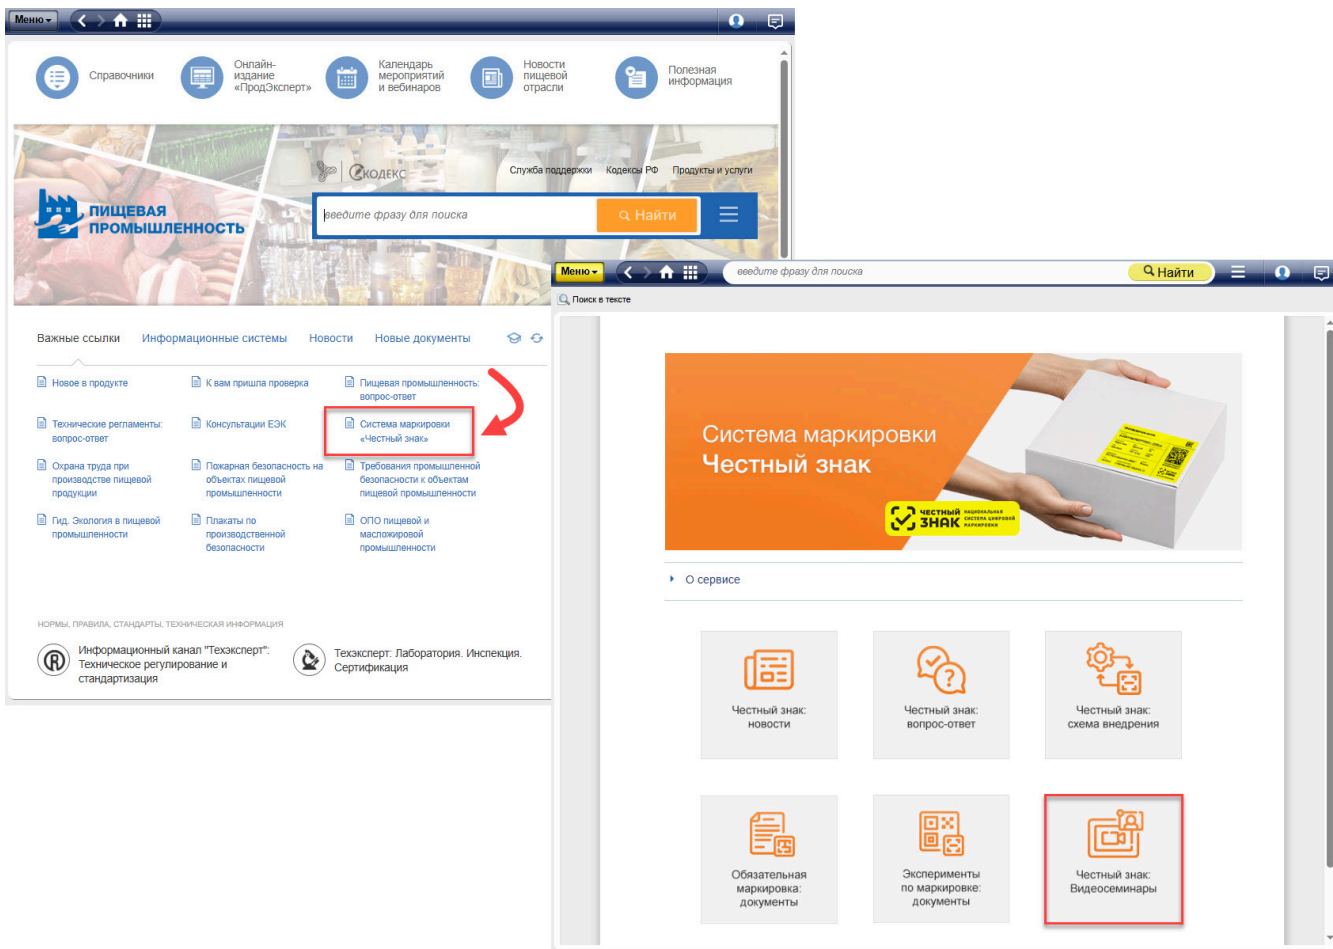 Меню
Справочники
Онлайн-
издание
«ПродЭксперт»
Календарь
мероприятий
и вебинаров
Новости
пищевой
отрасли
Полезная
информация
КОДЕКС
Служба поддержки
Кодексы РФ
Продукты и услуги
ПИЩЕВАЯ
ПРОМЫШЛЕННОСТЬ
введите фразу для поиска
Найти
Важные ссылки
Информационные системы
Новости
Новые документы
Новое в продукте
К вам пришла проверка
Пищевая промышленность:
вопрос-ответ
Технические регламенты:
вопрос-ответ
Консультации ЕЭК
Система маркировки
«Честный знак»
Охрана труда при
производстве пищевой
продукции
Пожарная безопасность на
объектах пищевой
промышленности
Требования промышленной
безопасности к объектам
пищевой промышленности
Гид. Экология в пищевой
промышленности
Плакаты по
производственной
безопасности
ОПО пищевой и
масложировой
промышленности
НОРМЫ, ПРАВИЛА, СТАНДАРТЫ, ТЕХНИЧЕСКАЯ ИНФОРМАЦИЯ
Информационный канал "Техэксперт":
Техническое регулирование и
стандартизация
Техэксперт: Лаборатория. Инспекция.
Сертификация
Меню
введите фразу для поиска
Найти
Поиск в тексте
Система маркировки
Честный знак
ЧЕСТНЫЙ
ЗНАК
НАЦИОНАЛЬНАЯ
СИСТЕМА ЦИФРОВОЙ
МАРКИРОВКИ
О сервисе
Честный знак:
новости
Честный знак:
вопрос-ответ
Честный знак:
схема внедрения
Обязательная
маркировка:
документы
Эксперименты
по маркировке:
документы
Честный знак:
Видеосеминары